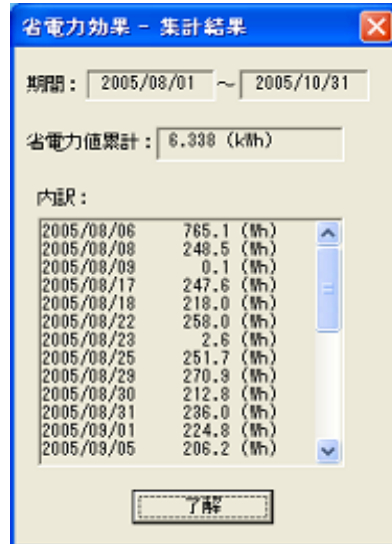 省電力効果 - 集計結果
期間： 2005/08/01 ～ 2005/10/31
省電力値累計： 6.338 (kWh)
内訳：
2005/08/06 765.1 (Wh)
2005/08/08 248.5 (Wh)
2005/08/09 0.1 (Wh)
2005/08/17 247.6 (Wh)
2005/08/18 218.0 (Wh)
2005/08/22 258.0 (Wh)
2005/08/23 2.6 (Wh)
2005/08/25 251.7 (Wh)
2005/08/29 270.9 (Wh)
2005/08/30 212.8 (Wh)
2005/08/31 236.0 (Wh)
2005/09/01 224.8 (Wh)
2005/09/05 206.2 (Wh)
了解